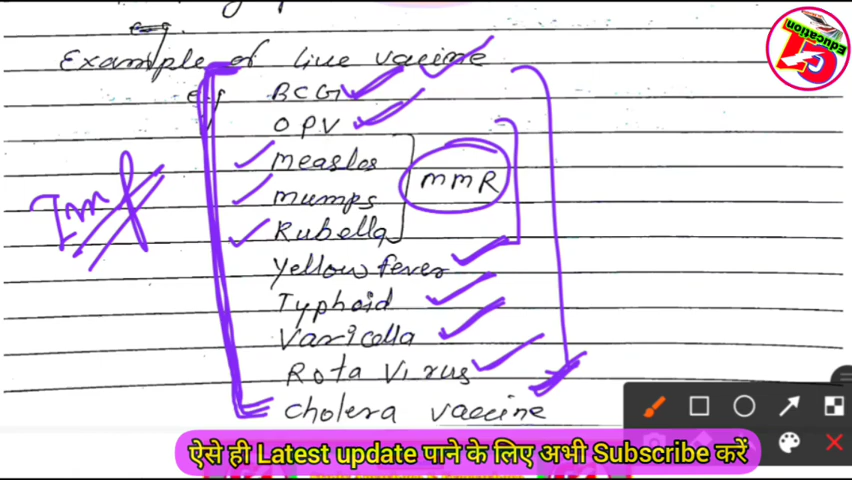 Example of live vaccine
eg BCG
OPV
Measles
mumps
Rubella
MMR
Yellow fever
Typhoid
Varicella
Rota Virus
Cholera vaccine
Imp
Education
ऐसे ही Latest update पाने के लिए अभी Subscribe करें